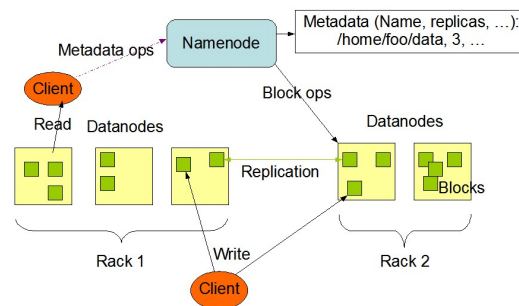 Metadata (Name, replicas, …):
/home/foo/data, 3, …
Namenode
Metadata ops
Client
Block ops
Read
Datanodes
Datanodes
Replication
Blocks
Write
Rack 1
Rack 2
Client